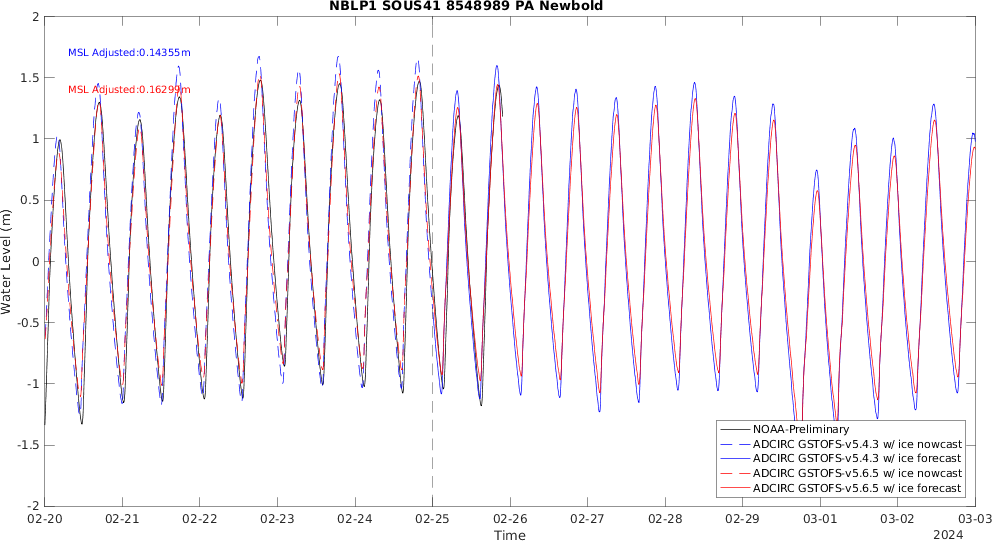 NBLP1 SOUS41 8548989 PA Newbold
2
1.5
1
0.5
0
-0.5
-1
-1.5
-2
Water Level (m)
MSL Adjusted:0.14355m
MSL Adjusted:0.16299m
NOAA-Preliminary
ADCIRC GSTOFS-v5.4.3 w/ ice nowcast
ADCIRC GSTOFS-v5.4.3 w/ ice forecast
ADCIRC GSTOFS-v5.6.5 w/ ice nowcast
ADCIRC GSTOFS-v5.6.5 w/ ice forecast
02-20 02-21 02-22 02-23 02-24 02-25 02-26 02-27 02-28 02-29 03-01 03-02 03-03
Time
2024